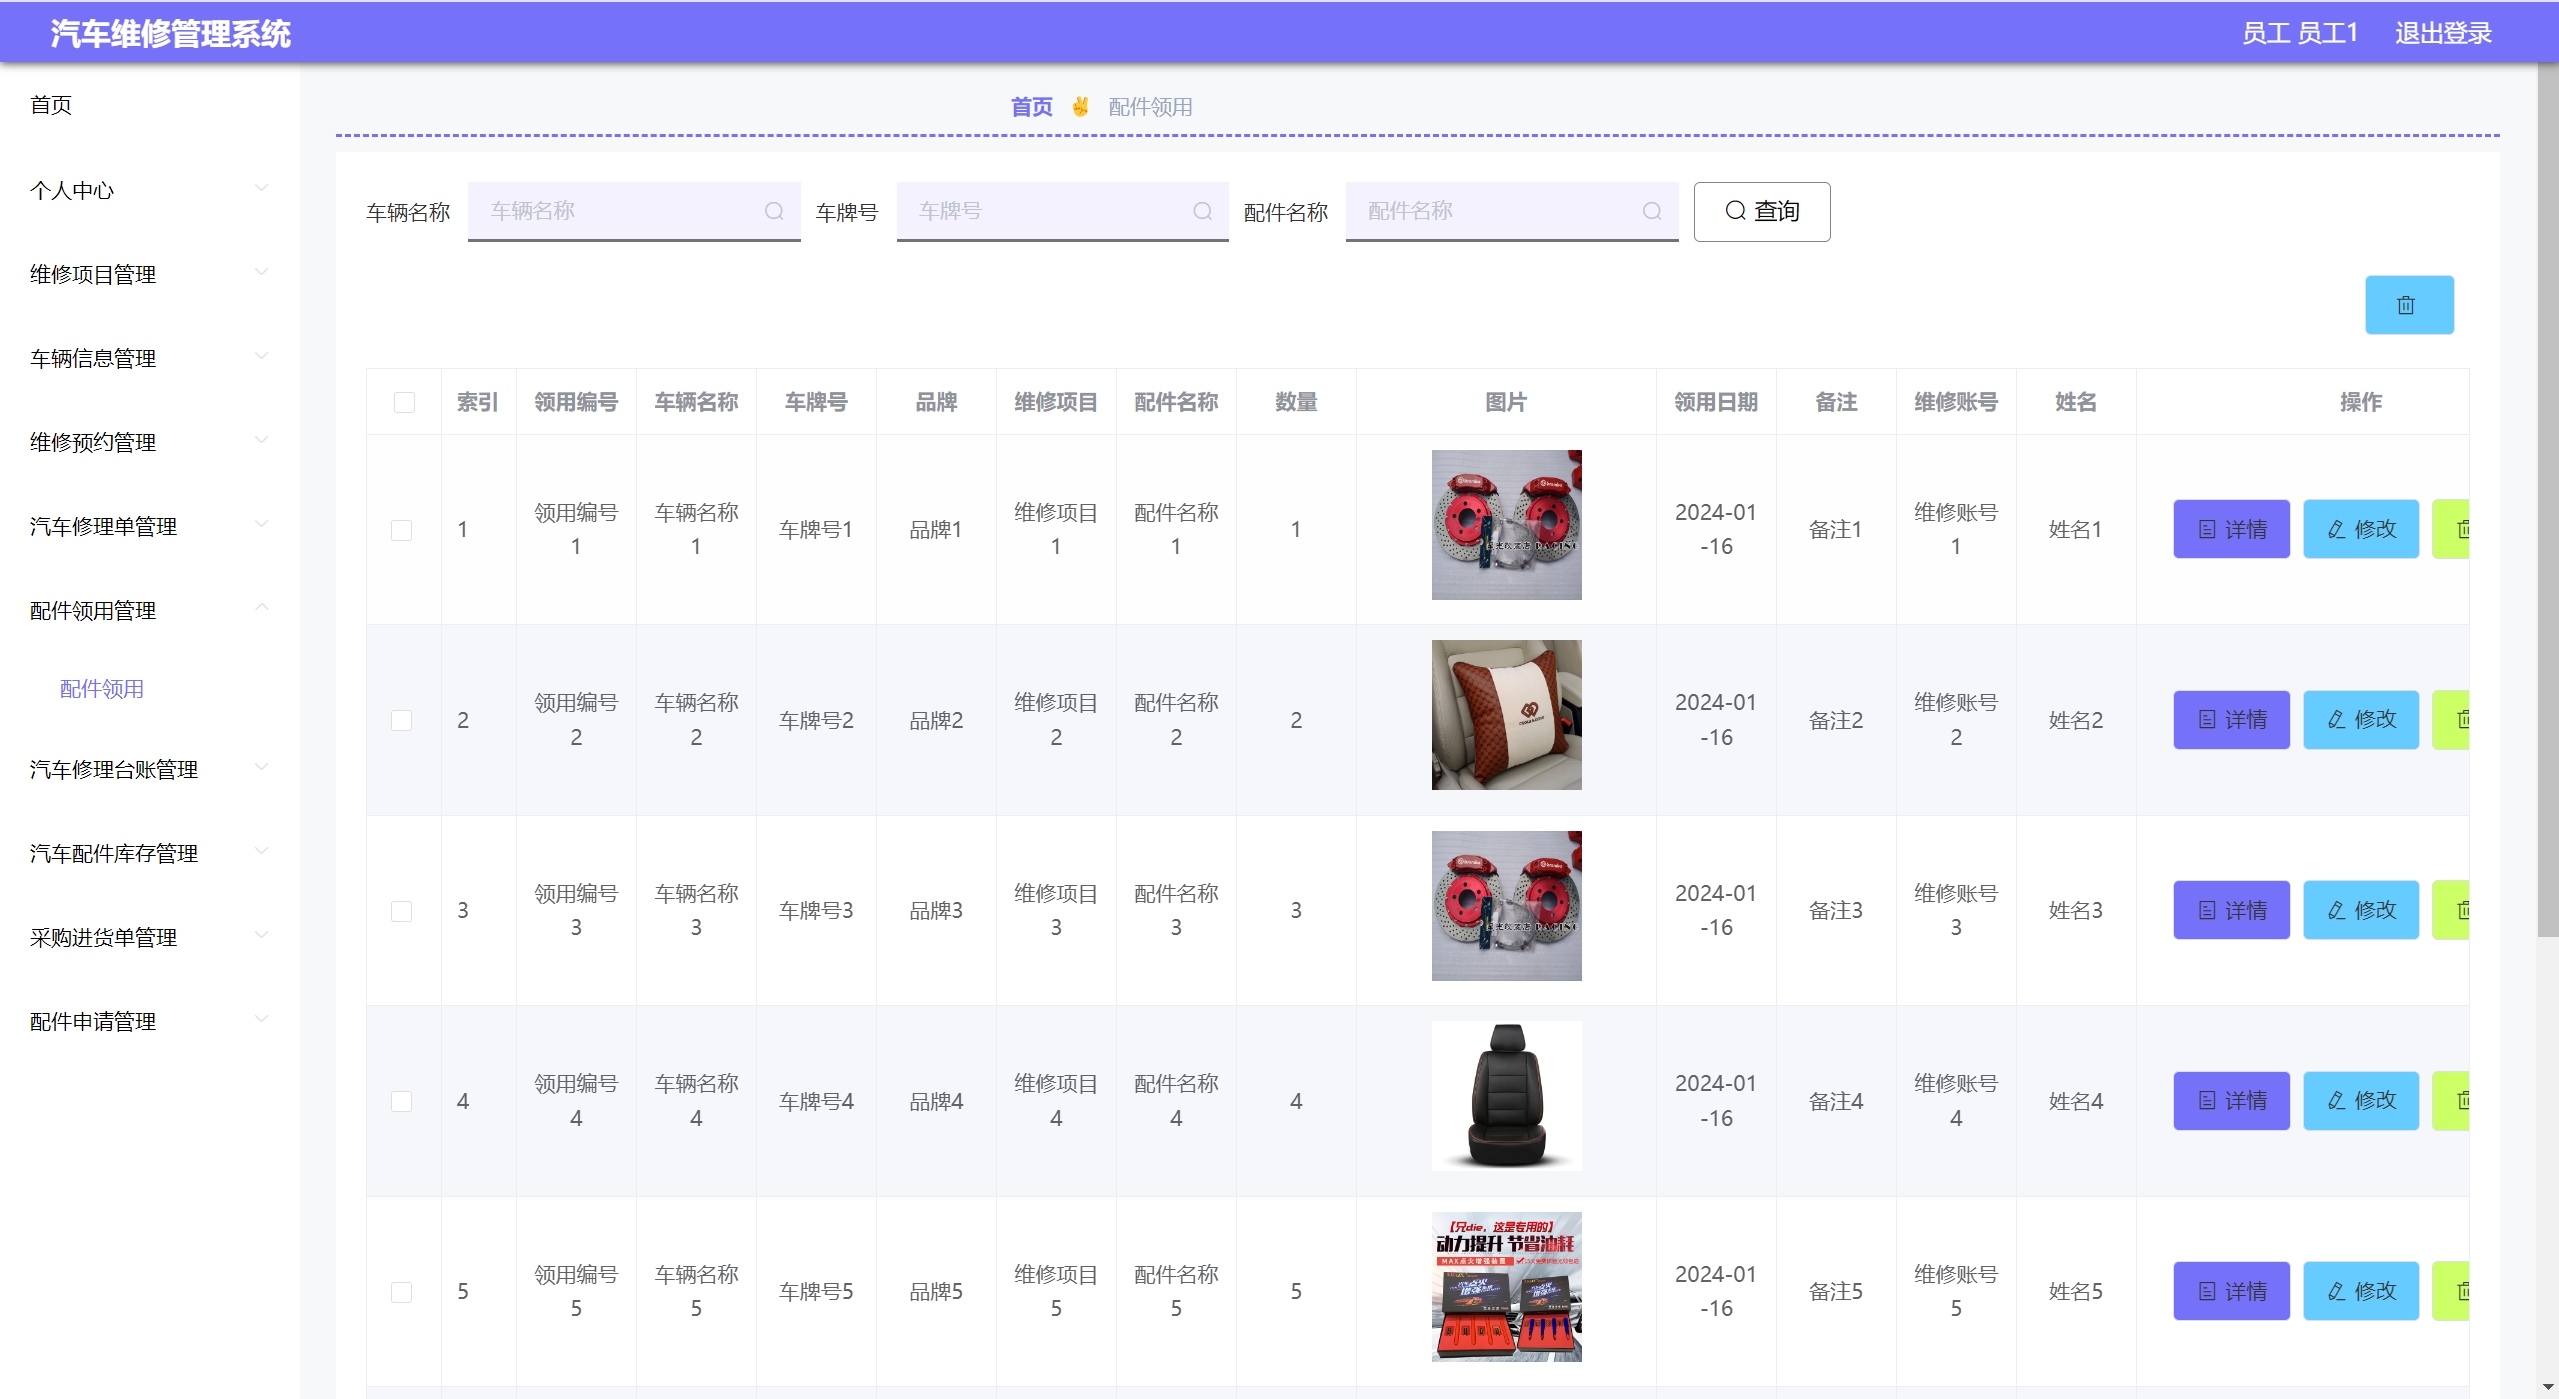 汽车维修管理系统
员工 员工1 退出登录
首页
个人中心
维修项目管理
车辆信息管理
维修预约管理
汽车修理单管理
配件领用管理
配件领用
汽车修理台账管理
汽车配件库存管理
采购进货单管理
配件申请管理
首页 ✌ 配件领用
车辆名称 车辆名称 车牌号 车牌号 配件名称 配件名称 查询
索引 领用编号 车辆名称 车牌号 品牌 维修项目 配件名称 数量 图片 领用日期 备注 维修账号 姓名 操作
1 领用编号1 车辆名称1 车牌号1 品牌1 维修项目1 配件名称1 1 2024-01-16 备注1 维修账号1 姓名1 详情 修改
2 领用编号2 车辆名称2 车牌号2 品牌2 维修项目2 配件名称2 2 2024-01-16 备注2 维修账号2 姓名2 详情 修改
3 领用编号3 车辆名称3 车牌号3 品牌3 维修项目3 配件名称3 3 2024-01-16 备注3 维修账号3 姓名3 详情 修改
4 领用编号4 车辆名称4 车牌号4 品牌4 维修项目4 配件名称4 4 2024-01-16 备注4 维修账号4 姓名4 详情 修改
5 领用编号5 车辆名称5 车牌号5 品牌5 维修项目5 配件名称5 5 2024-01-16 备注5 维修账号5 姓名5 详情 修改
【兄die，这是专用的】
动力提升 节省油耗
MAX点火增强装置